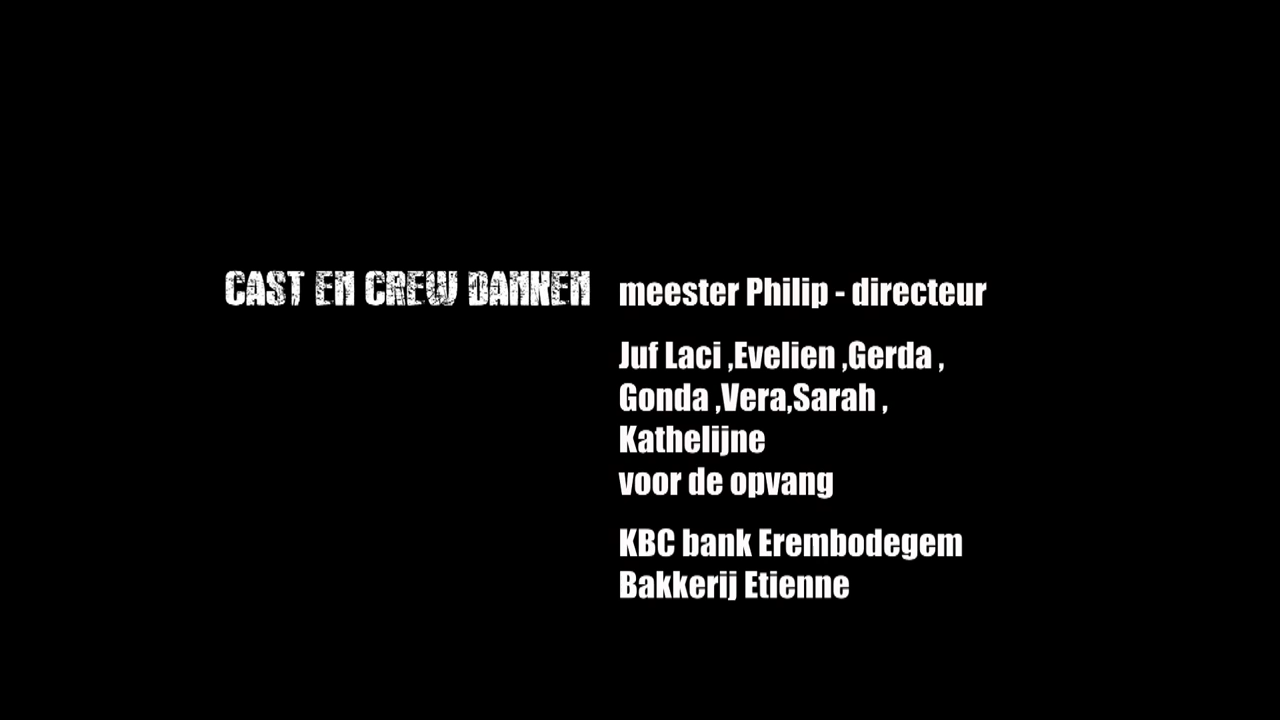 CAST EN CREW DANKEN meester Philip - directeur
Juf Laci ,Evelien ,Gerda ,
Gonda ,Vera,Sarah ,
Kathelijne
voor de opvang
KBC bank Erembodegem
Bakkerij Etienne